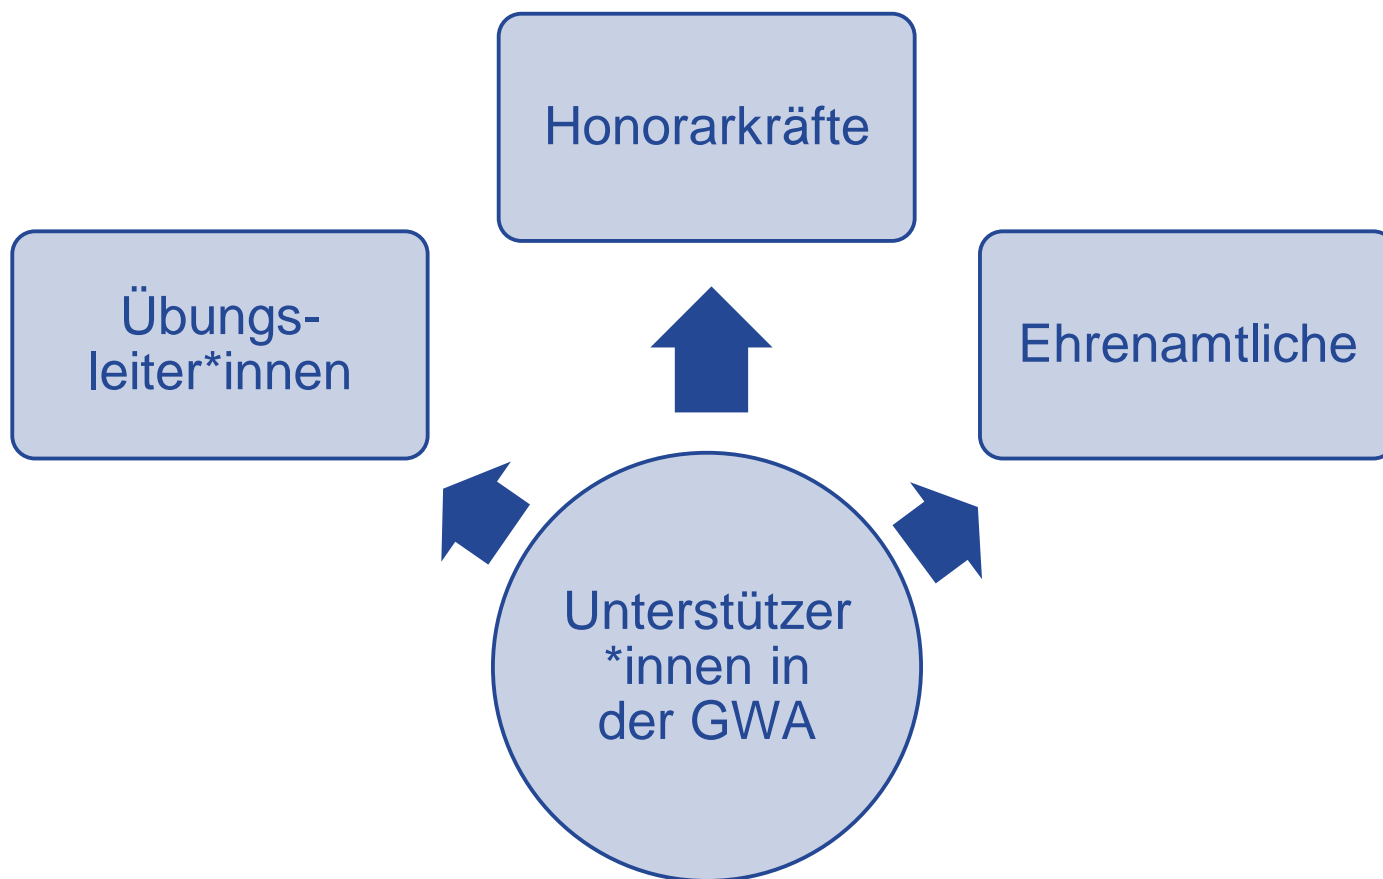 Honorarkräfte
Übungs-
leiter*innen
Ehrenamtliche
Unterstützer
*innen in
der GWA